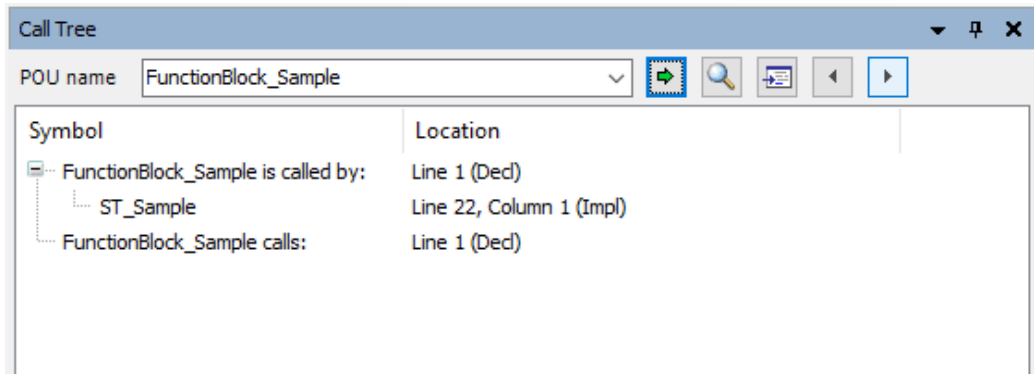 Call Tree
POU name FunctionBlock_Sample
Symbol Location
FunctionBlock_Sample is called by: Line 1 (Decl)
ST_Sample Line 22, Column 1 (Impl)
FunctionBlock_Sample calls: Line 1 (Decl)